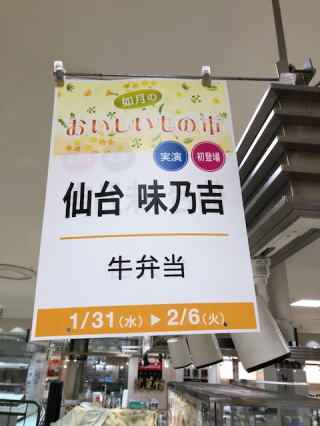 如月の
おいしいもの市
実演 初登場
仙台 味乃吉
牛弁当
1/31(水)▶2/6(火)